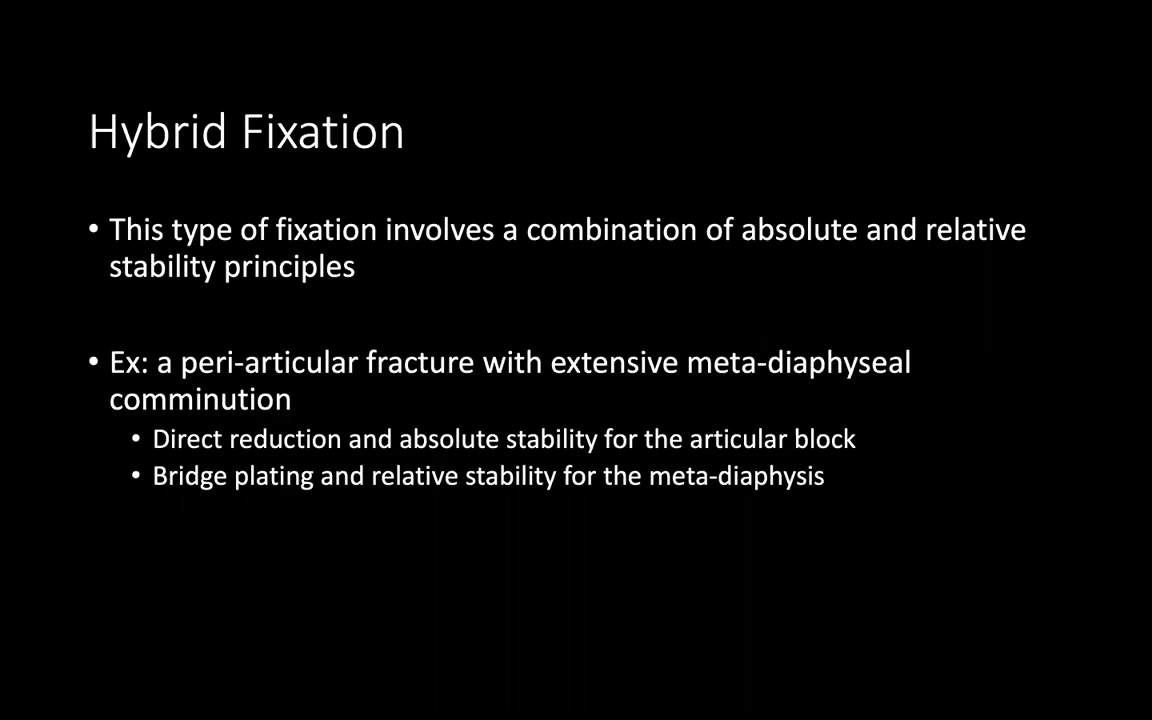 Hybrid Fixation
• This type of fixation involves a combination of absolute and relative
stability principles
• Ex: a peri-articular fracture with extensive meta-diaphyseal
comminution
• Direct reduction and absolute stability for the articular block
• Bridge plating and relative stability for the meta-diaphysis